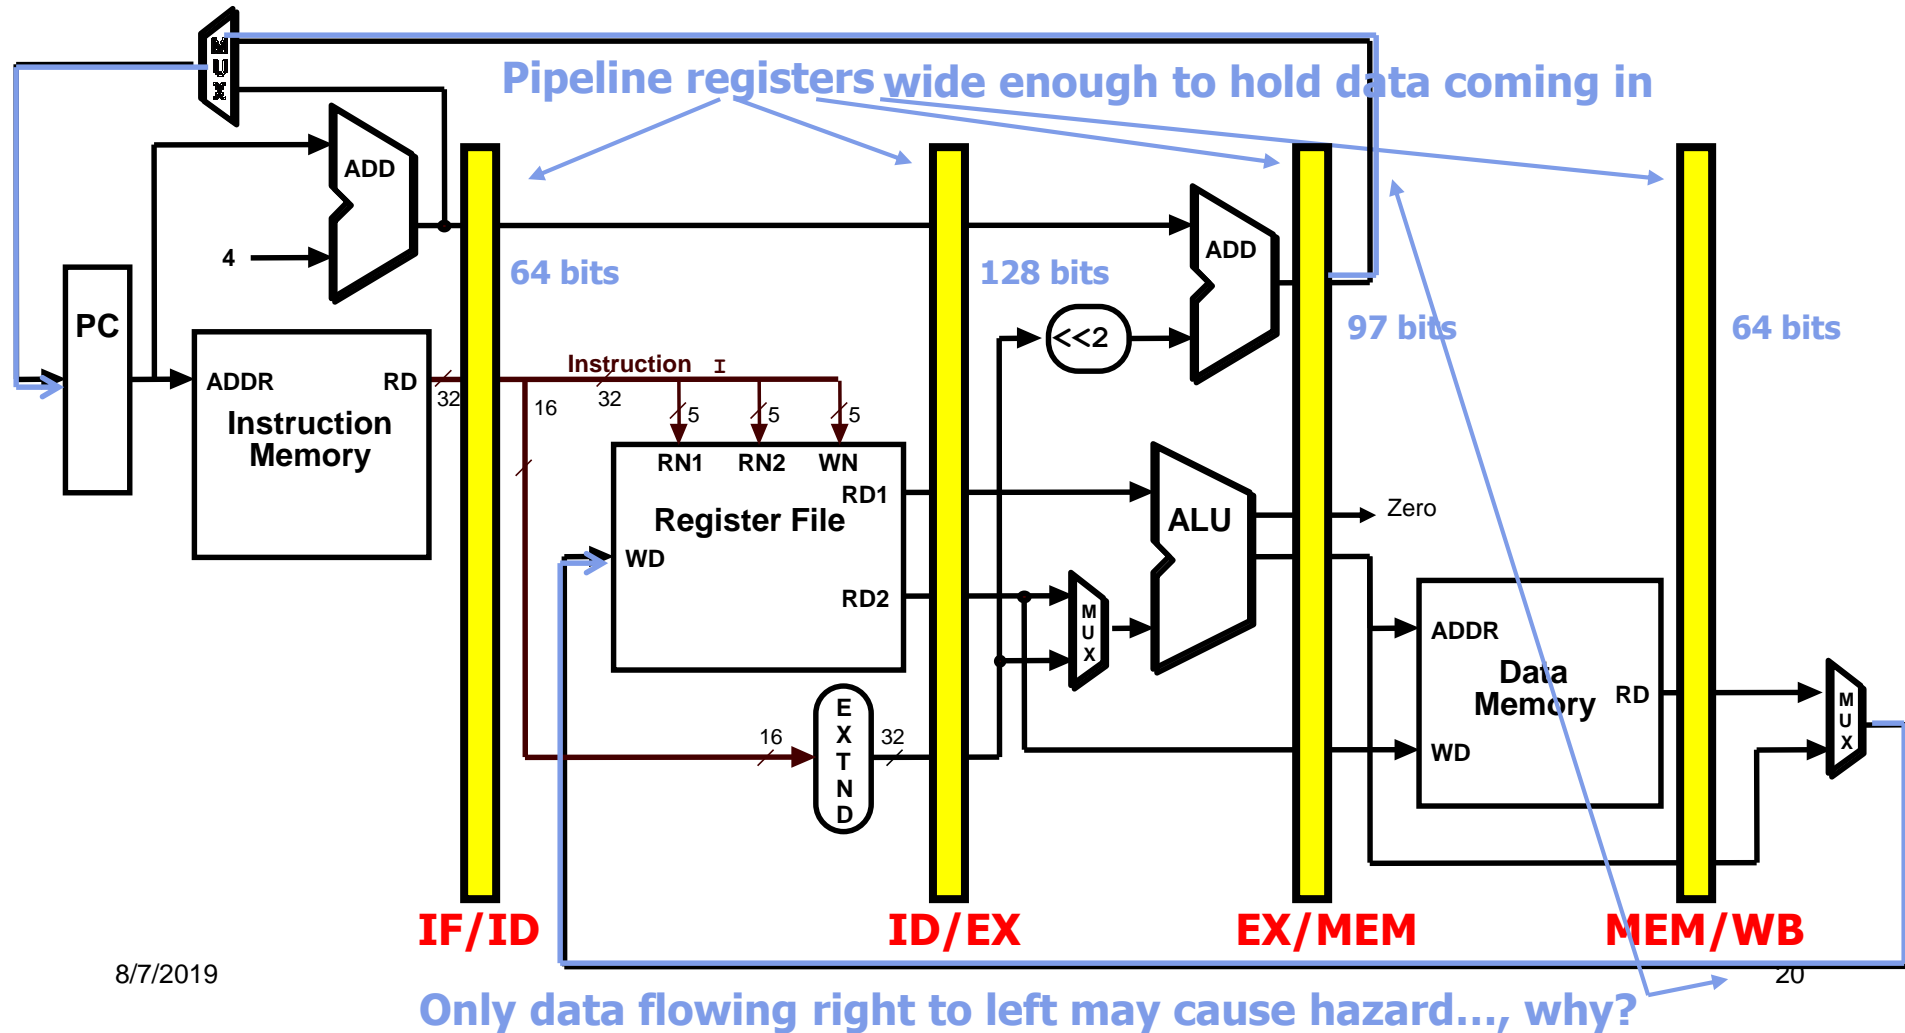 MUX
Pipeline registers wide enough to hold data coming in
ADD
4
64 bits
128 bits
ADD
<<2
97 bits
64 bits
PC
ADDR
RD
Instruction
Memory
32
Instruction I
16
32
5
5
5
RN1
RN2
WN
RD1
Register File
WD
RD2
ALU
Zero
MUX
ADDR
Data
Memory
RD
WD
MUX
16
EXTND
32
IF/ID
ID/EX
EX/MEM
MEM/WB
8/7/2019
20
Only data flowing right to left may cause hazard..., why?